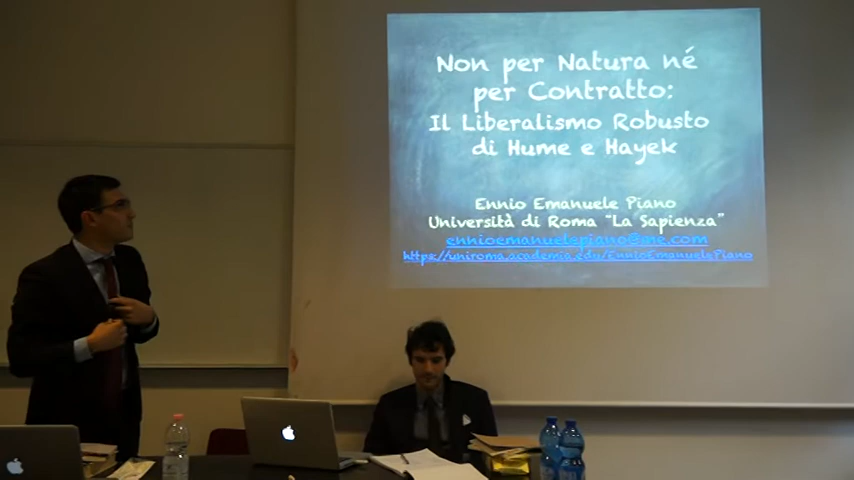 Non per Natura né
per Contratto:
Il Liberalismo Robusto
di Hume e Hayek
Ennio Emanuele Piano
Università di Roma "La Sapienza"
ennioemanuelepiano@me.com
https://uniroma.academia.edu/EnnioEmanuelePiano